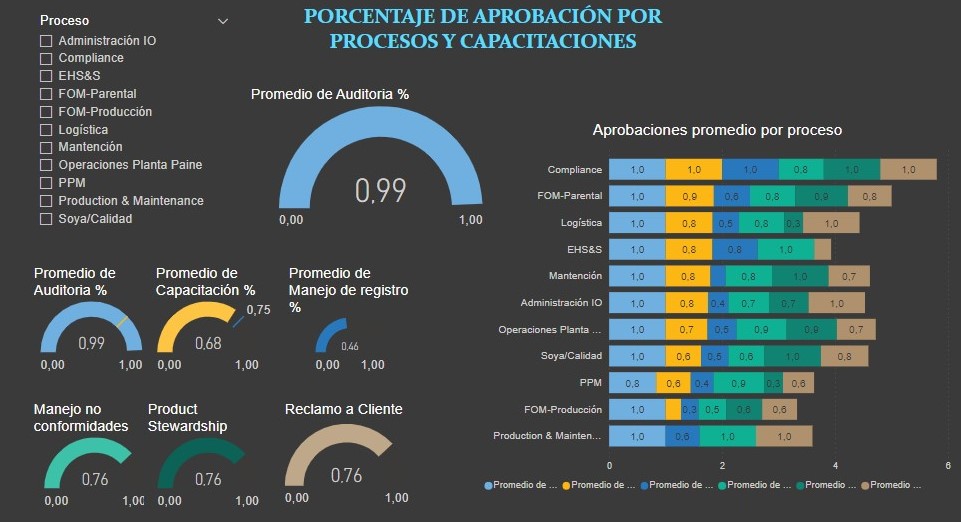 Proceso
Administración IO
Compliance
EHS&S
FOM-Parental
FOM-Producción
Logística
Mantención
Operaciones Planta Paine
PPM
Production & Maintenance
Soya/Calidad
PORCENTAJE DE APROBACIÓN POR
PROCESOS Y CAPACITACIONES
Promedio de Auditoria %
0,99
0,00 1,00
Promedio de
Auditoria %
0,99
0,00 1,00
Promedio de
Capacitación %
0,75
0,68
0,00 1,00
Promedio de
Manejo de registro
%
0.46
0,00 1,00
Manejo no
conformidades
0,76
0,00 1,00
Product
Stewardship
0,76
0,00 1,00
Reclamo a Cliente
0,76
0,00 1,00
Aprobaciones promedio por proceso
Compliance 1,0 1,0 1,0 0,8 1,0 1,0
FOM-Parental 1,0 0,9 0,6 0,8 0,9 0,8
Logística 1,0 0,8 0,5 0,8 0,3 1,0
EHS&S 1,0 0,8 0,8 1,0
Mantención 1,0 0,8 0,8 1,0 0,7
Administración IO 1,0 0,8 0,4 0,7 0,7 1,0
Operaciones Planta ... 1,0 0,7 0,6 0,9 0,9 0,7
Soya/Calidad 1,0 0,6 0,5 0,6 1,0 0,8
PPM 0,8 0,6 0,4 0,9 0,3 0,6
FOM-Producción 1,0 0,3 0,5 0,6 0,6
Production & Mainten... 1,0 0,6 1,0 1,0
0 2 4 6
Promedio de ... Promedio de ... Promedio de ... Promedio de ... Promedio ... Promedio ...